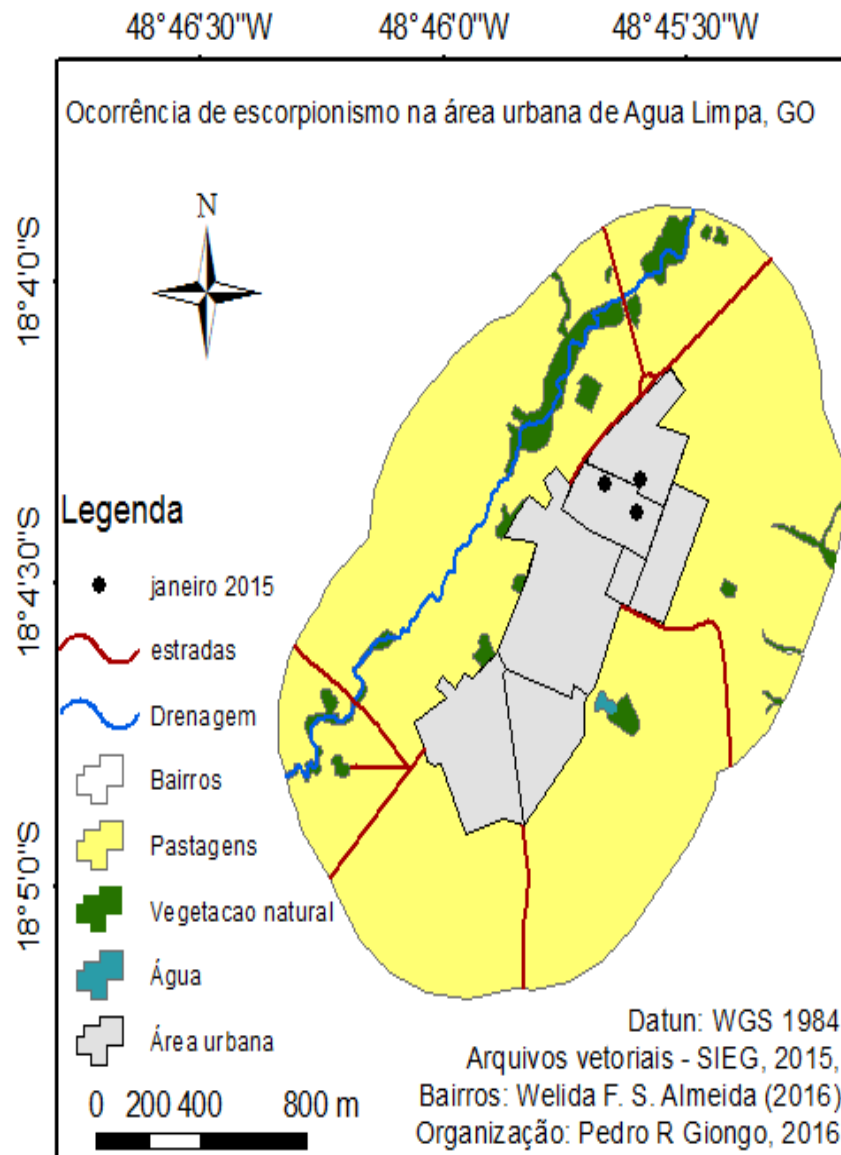 48°46'30"W 48°46'0"W 48°45'30"W
Ocorrência de escorpionismo na área urbana de Agua Limpa, GO
N
18°4'0"S
18°4'30"S
18°5'0"S
Legenda
janeiro 2015
estradas
Drenagem
Bairros
Pastagens
Vegetacao natural
Água
Área urbana
0 200 400 800 m
Datun: WGS 1984
Arquivos vetoriais - SIEG, 2015,
Bairros: Welida F. S. Almeida (2016)
Organização: Pedro R Giongo, 2016